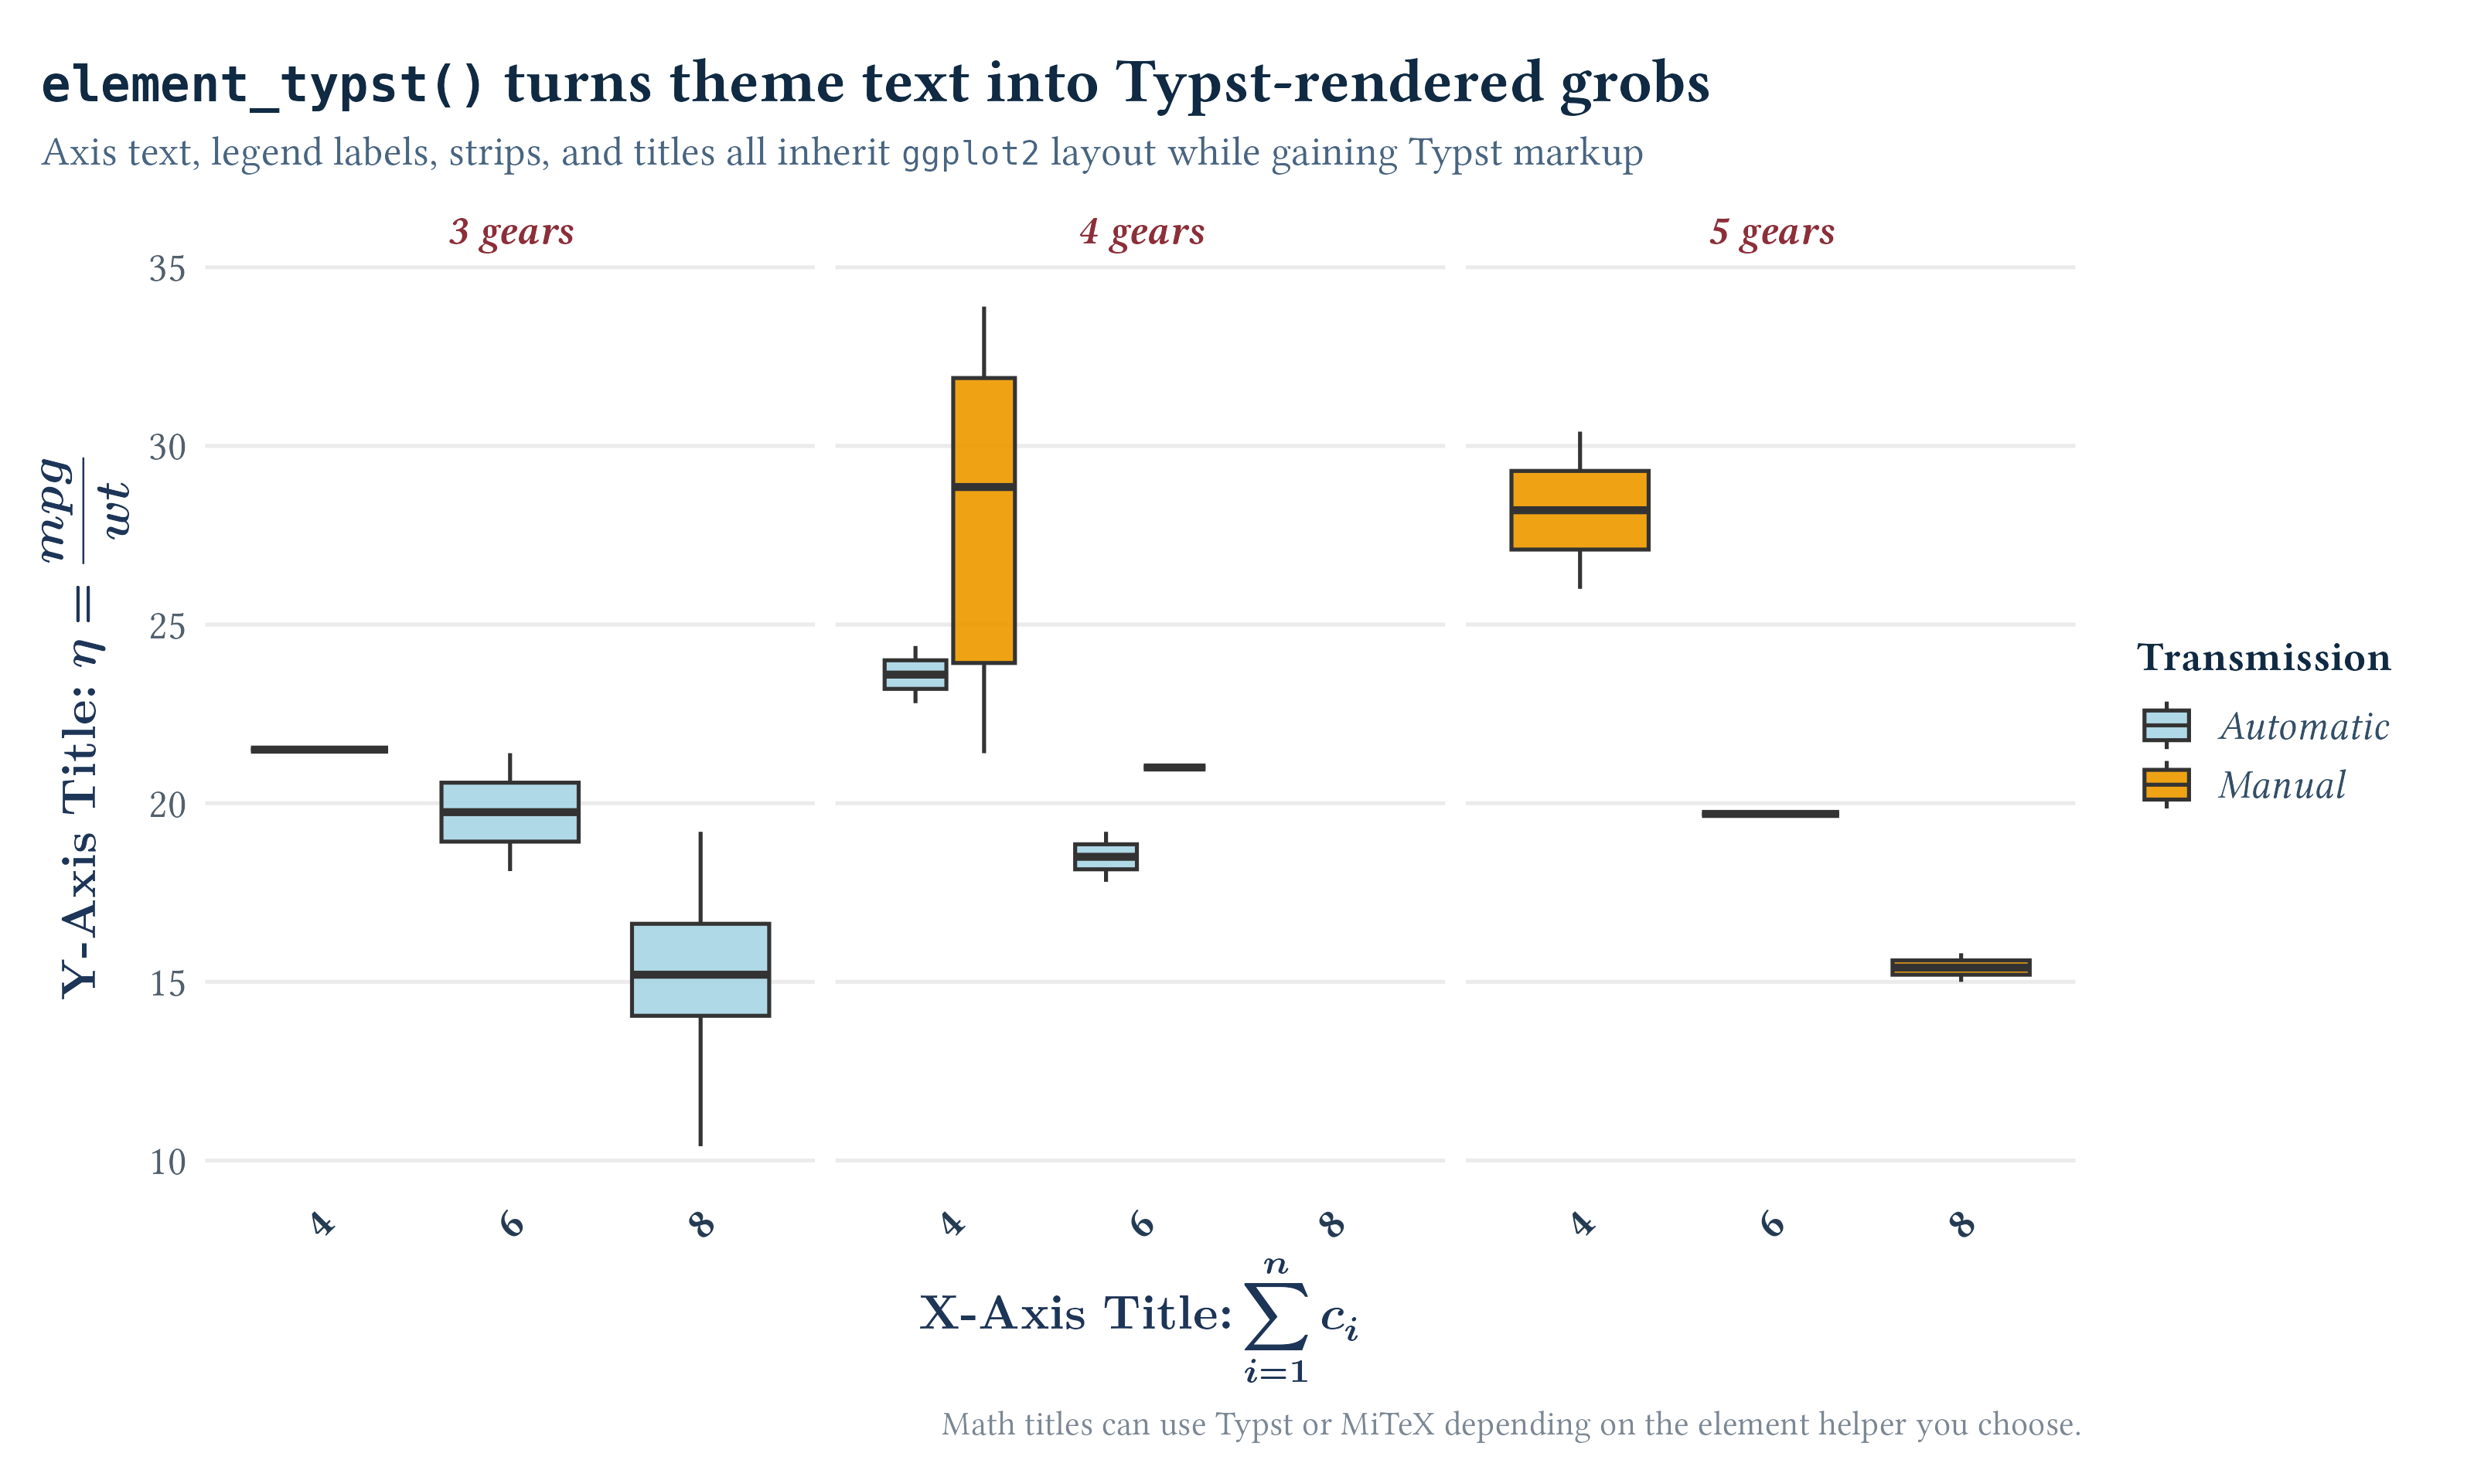 element_typst() turns theme text into Typst-rendered grobs
Axis text, legend labels, strips, and titles all inherit ggplot2 layout while gaining Typst markup
3 gears
4 gears
5 gears
35
30
25
20
15
10
Y-Axis Title: η = mpg/wt
4
6
8
4
6
8
4
6
8
X-Axis Title: ∑_{i=1}^{n} c_i
Transmission
Automatic
Manual
Math titles can use Typst or MiTeX depending on the element helper you choose.